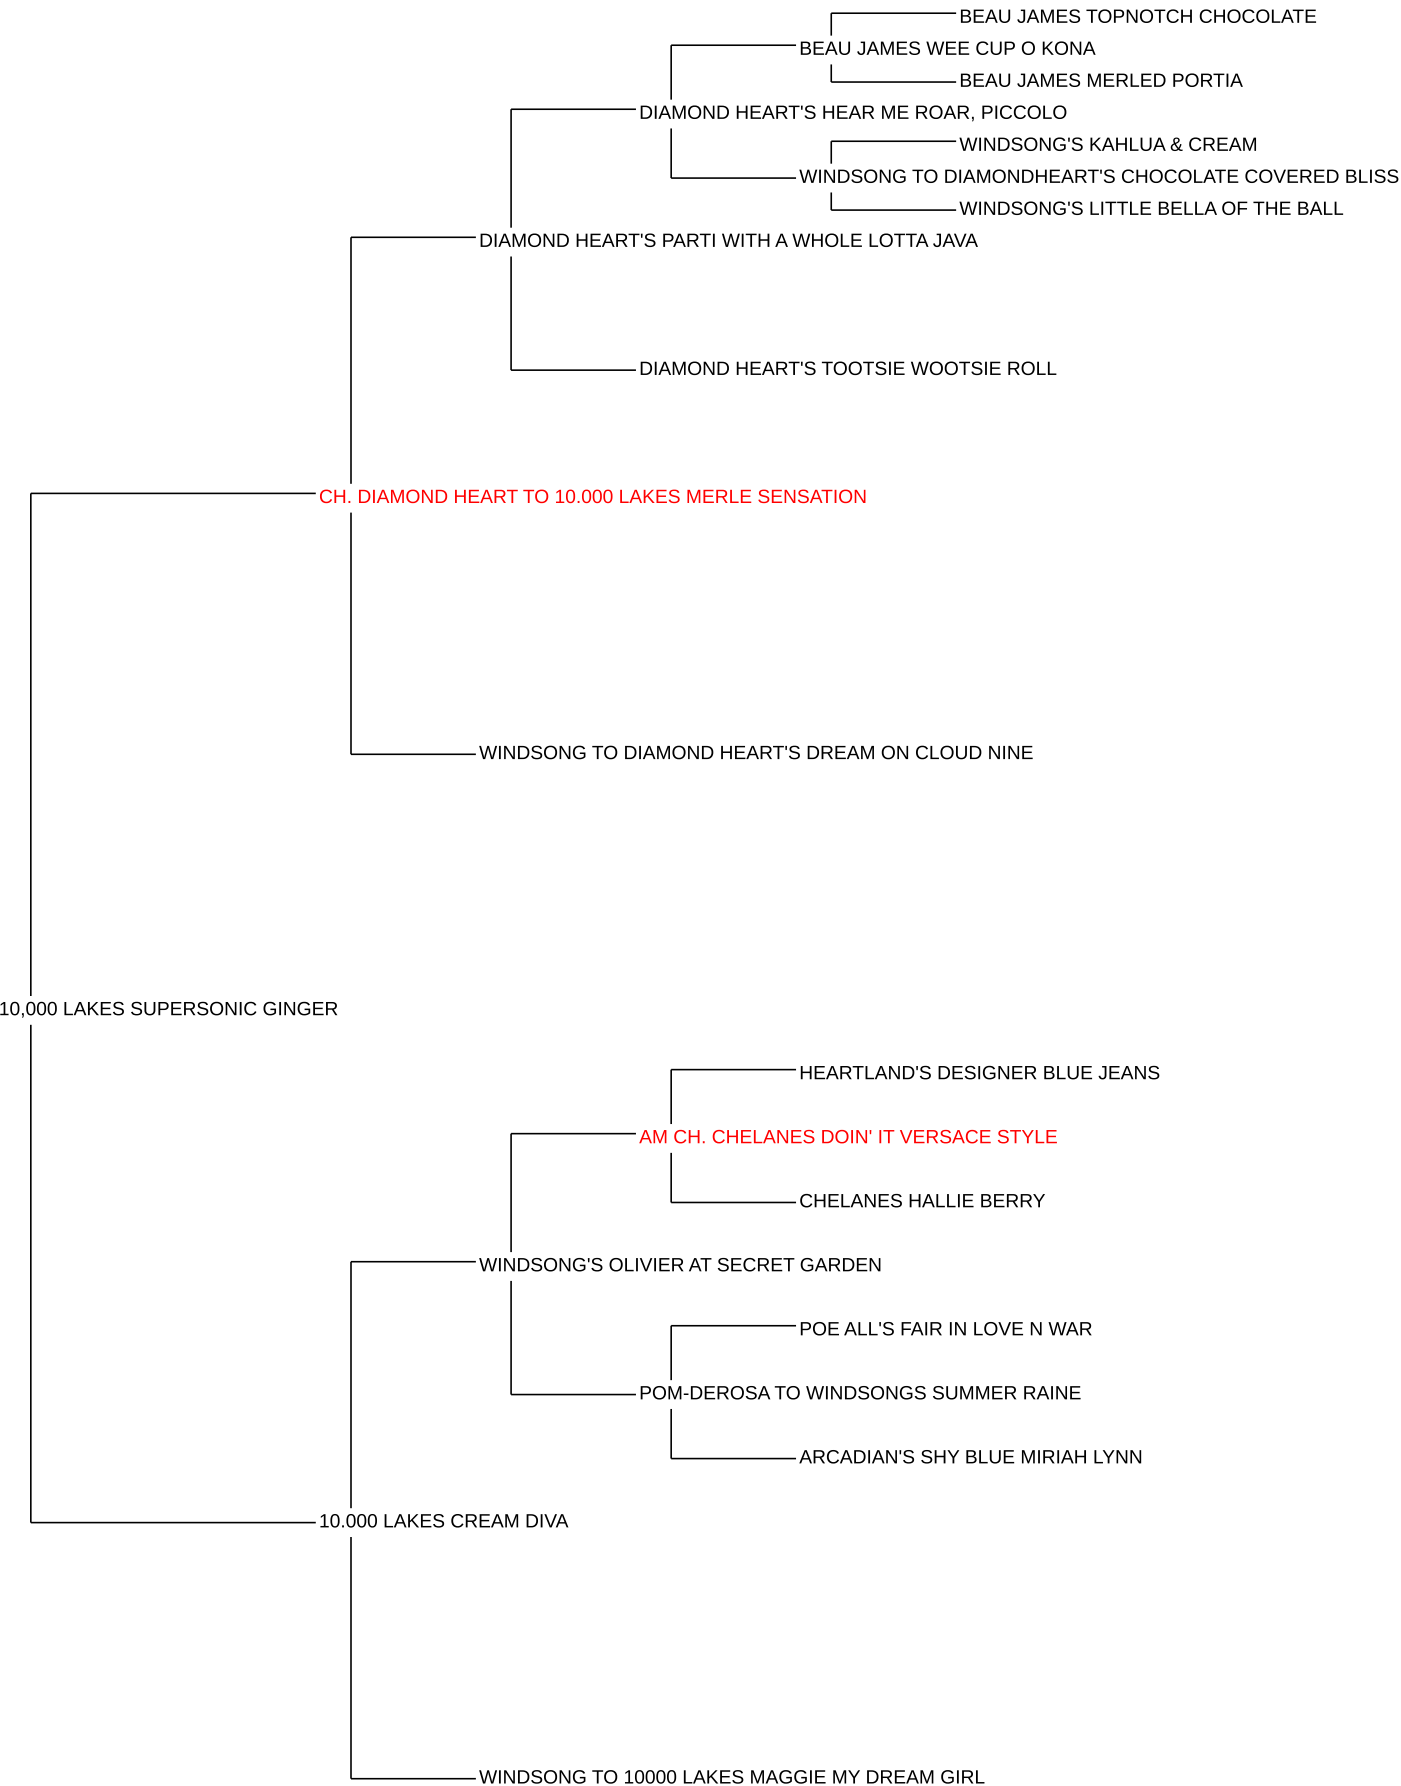 BEAU JAMES TOPNOTCH CHOCOLATE
BEAU JAMES WEE CUP O KONA
BEAU JAMES MERLED PORTIA
DIAMOND HEART'S HEAR ME ROAR, PICCOLO
WINDSONG'S KAHLUA & CREAM
WINDSONG TO DIAMONDHEART'S CHOCOLATE COVERED BLISS
WINDSONG'S LITTLE BELLA OF THE BALL
DIAMOND HEART'S PARTI WITH A WHOLE LOTTA JAVA
DIAMOND HEART'S TOOTSIE WOOTSIE ROLL
CH. DIAMOND HEART TO 10.000 LAKES MERLE SENSATION
WINDSONG TO DIAMOND HEART'S DREAM ON CLOUD NINE
10,000 LAKES SUPERSONIC GINGER
HEARTLAND'S DESIGNER BLUE JEANS
AM CH. CHELANES DOIN' IT VERSACE STYLE
CHELANES HALLIE BERRY
WINDSONG'S OLIVIER AT SECRET GARDEN
POE ALL'S FAIR IN LOVE N WAR
POM-DEROSA TO WINDSONGS SUMMER RAINE
ARCADIAN'S SHY BLUE MIRIAH LYNN
10.000 LAKES CREAM DIVA
WINDSONG TO 10000 LAKES MAGGIE MY DREAM GIRL